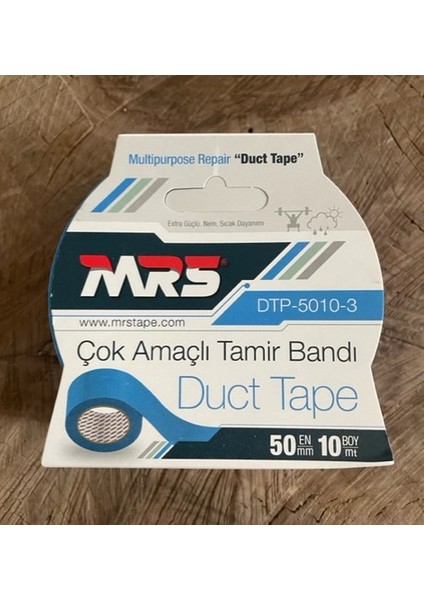 Multipurpose Repair "Duct Tape"
Extra Güçlü, Nem, Sıcak Dayanımı
MRS®
DTP-5010-3
www.mrstape.com
Çok Amaçlı Tamir Bandı
Duct Tape
50 EN mm 10 BOY mt